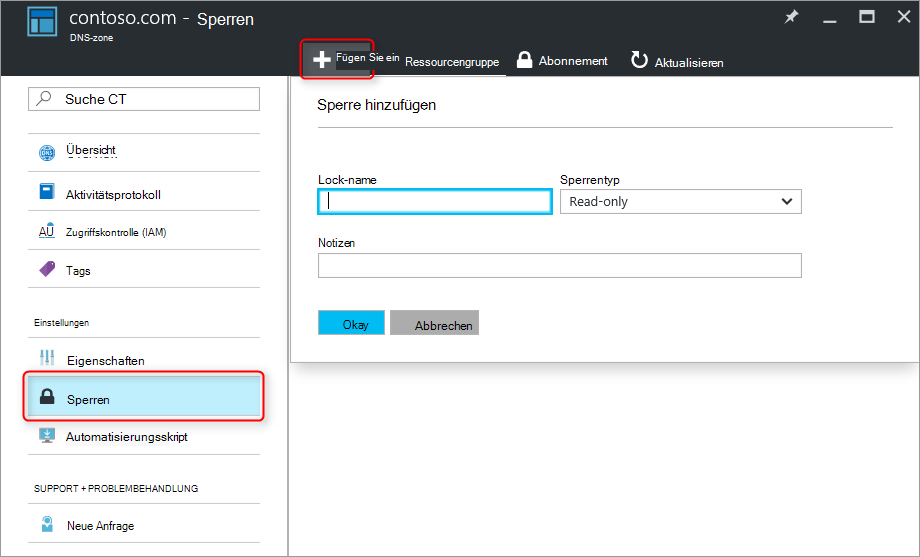 contoso.com - Sperren
DNS-zone
Fügen Sie ein Ressourcengruppe Abonnement Aktualisieren
Suche CT
Übersicht
Aktivitätsprotokoll
Zugriffskontrolle (IAM)
Tags
Einstellungen
Eigenschaften
Sperren
Automatisierungsskript
SUPPORT + PROBLEMBEHANDLUNG
Neue Anfrage
Sperre hinzufügen
Lock-name Sperrentyp
Read-only
Notizen
Okay Abbrechen